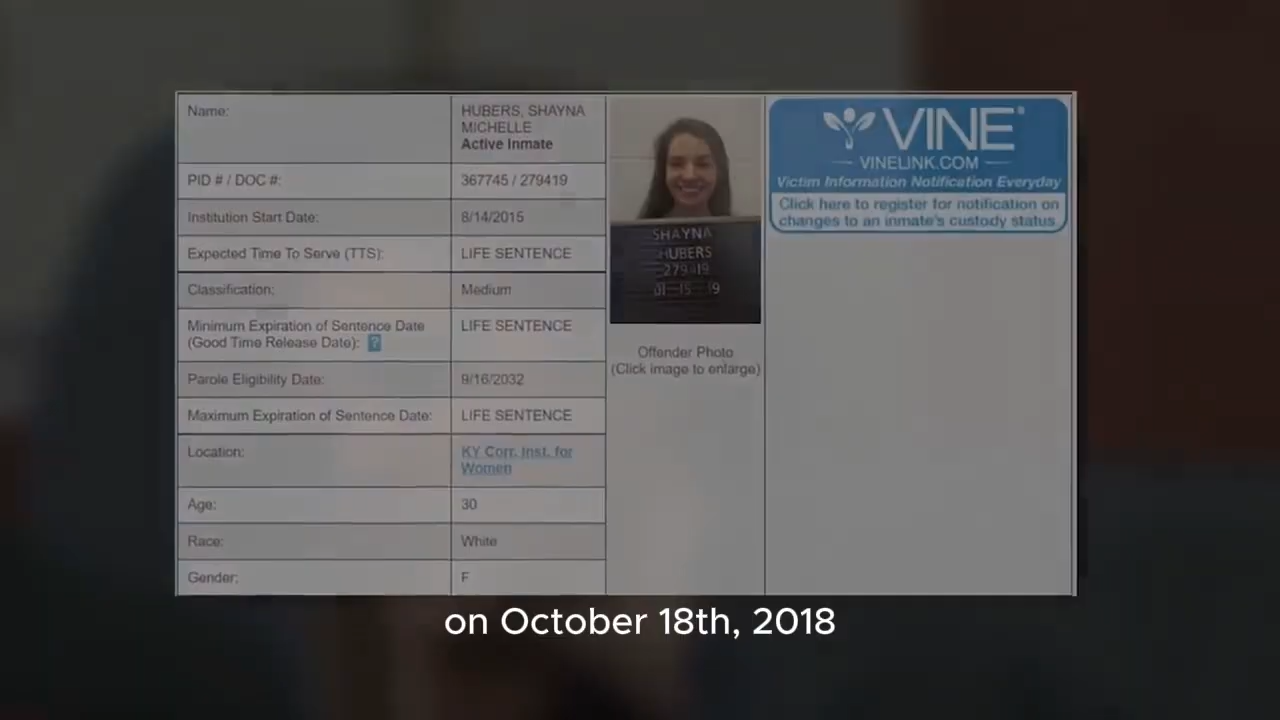 Name:
HUBERS, SHAYNA
MICHELLE
Active Inmate
PID # / DOC #:
367745 / 279419
Institution Start Date:
8/14/2015
Expected Time To Serve (TTS):
LIFE SENTENCE
Classification:
Medium
Minimum Expiration of Sentence Date
(Good Time Release Date): ?
LIFE SENTENCE
Parole Eligibility Date:
9/16/2032
Maximum Expiration of Sentence Date:
LIFE SENTENCE
Location:
KY Corr. Inst. for
Women
Age:
30
Race:
White
Gender:
F
SHAYNA
HUBERS
279419
01-15-19
Offender Photo
(Click image to enlarge)
VINE®
VINELINK.COM
Victim Information Notification Everyday
Click here to register for notification on
changes to an inmate's custody status
on October 18th, 2018